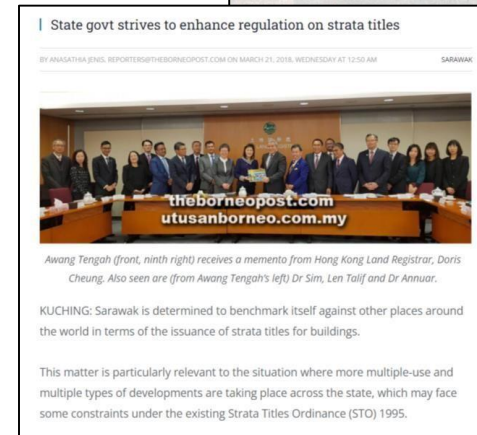 State govt strives to enhance regulation on strata titles
BY ANASATHIA JENIS, REPORTERS@THEBORNEOPOST.COM ON MARCH 21, 2018, WEDNESDAY AT 12:50 AM
SARAWAK
theborneopost.com
utusanborneo.com.my
Awang Tengah (front, ninth right) receives a memento from Hong Kong Land Registrar, Doris
Cheung. Also seen are (from Awang Tengah's left) Dr Sim, Len Talif and Dr Annuar.
KUCHING: Sarawak is determined to benchmark itself against other places around
the world in terms of the issuance of strata titles for buildings.
This matter is particularly relevant to the situation where more multiple-use and
multiple types of developments are taking place across the state, which may face
some constraints under the existing Strata Titles Ordinance (STO) 1995.